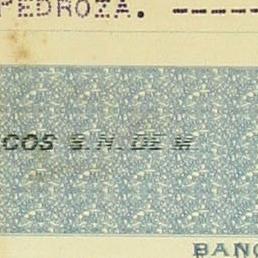 PEDROZA. -----
COS S.N. DE M.
BANC